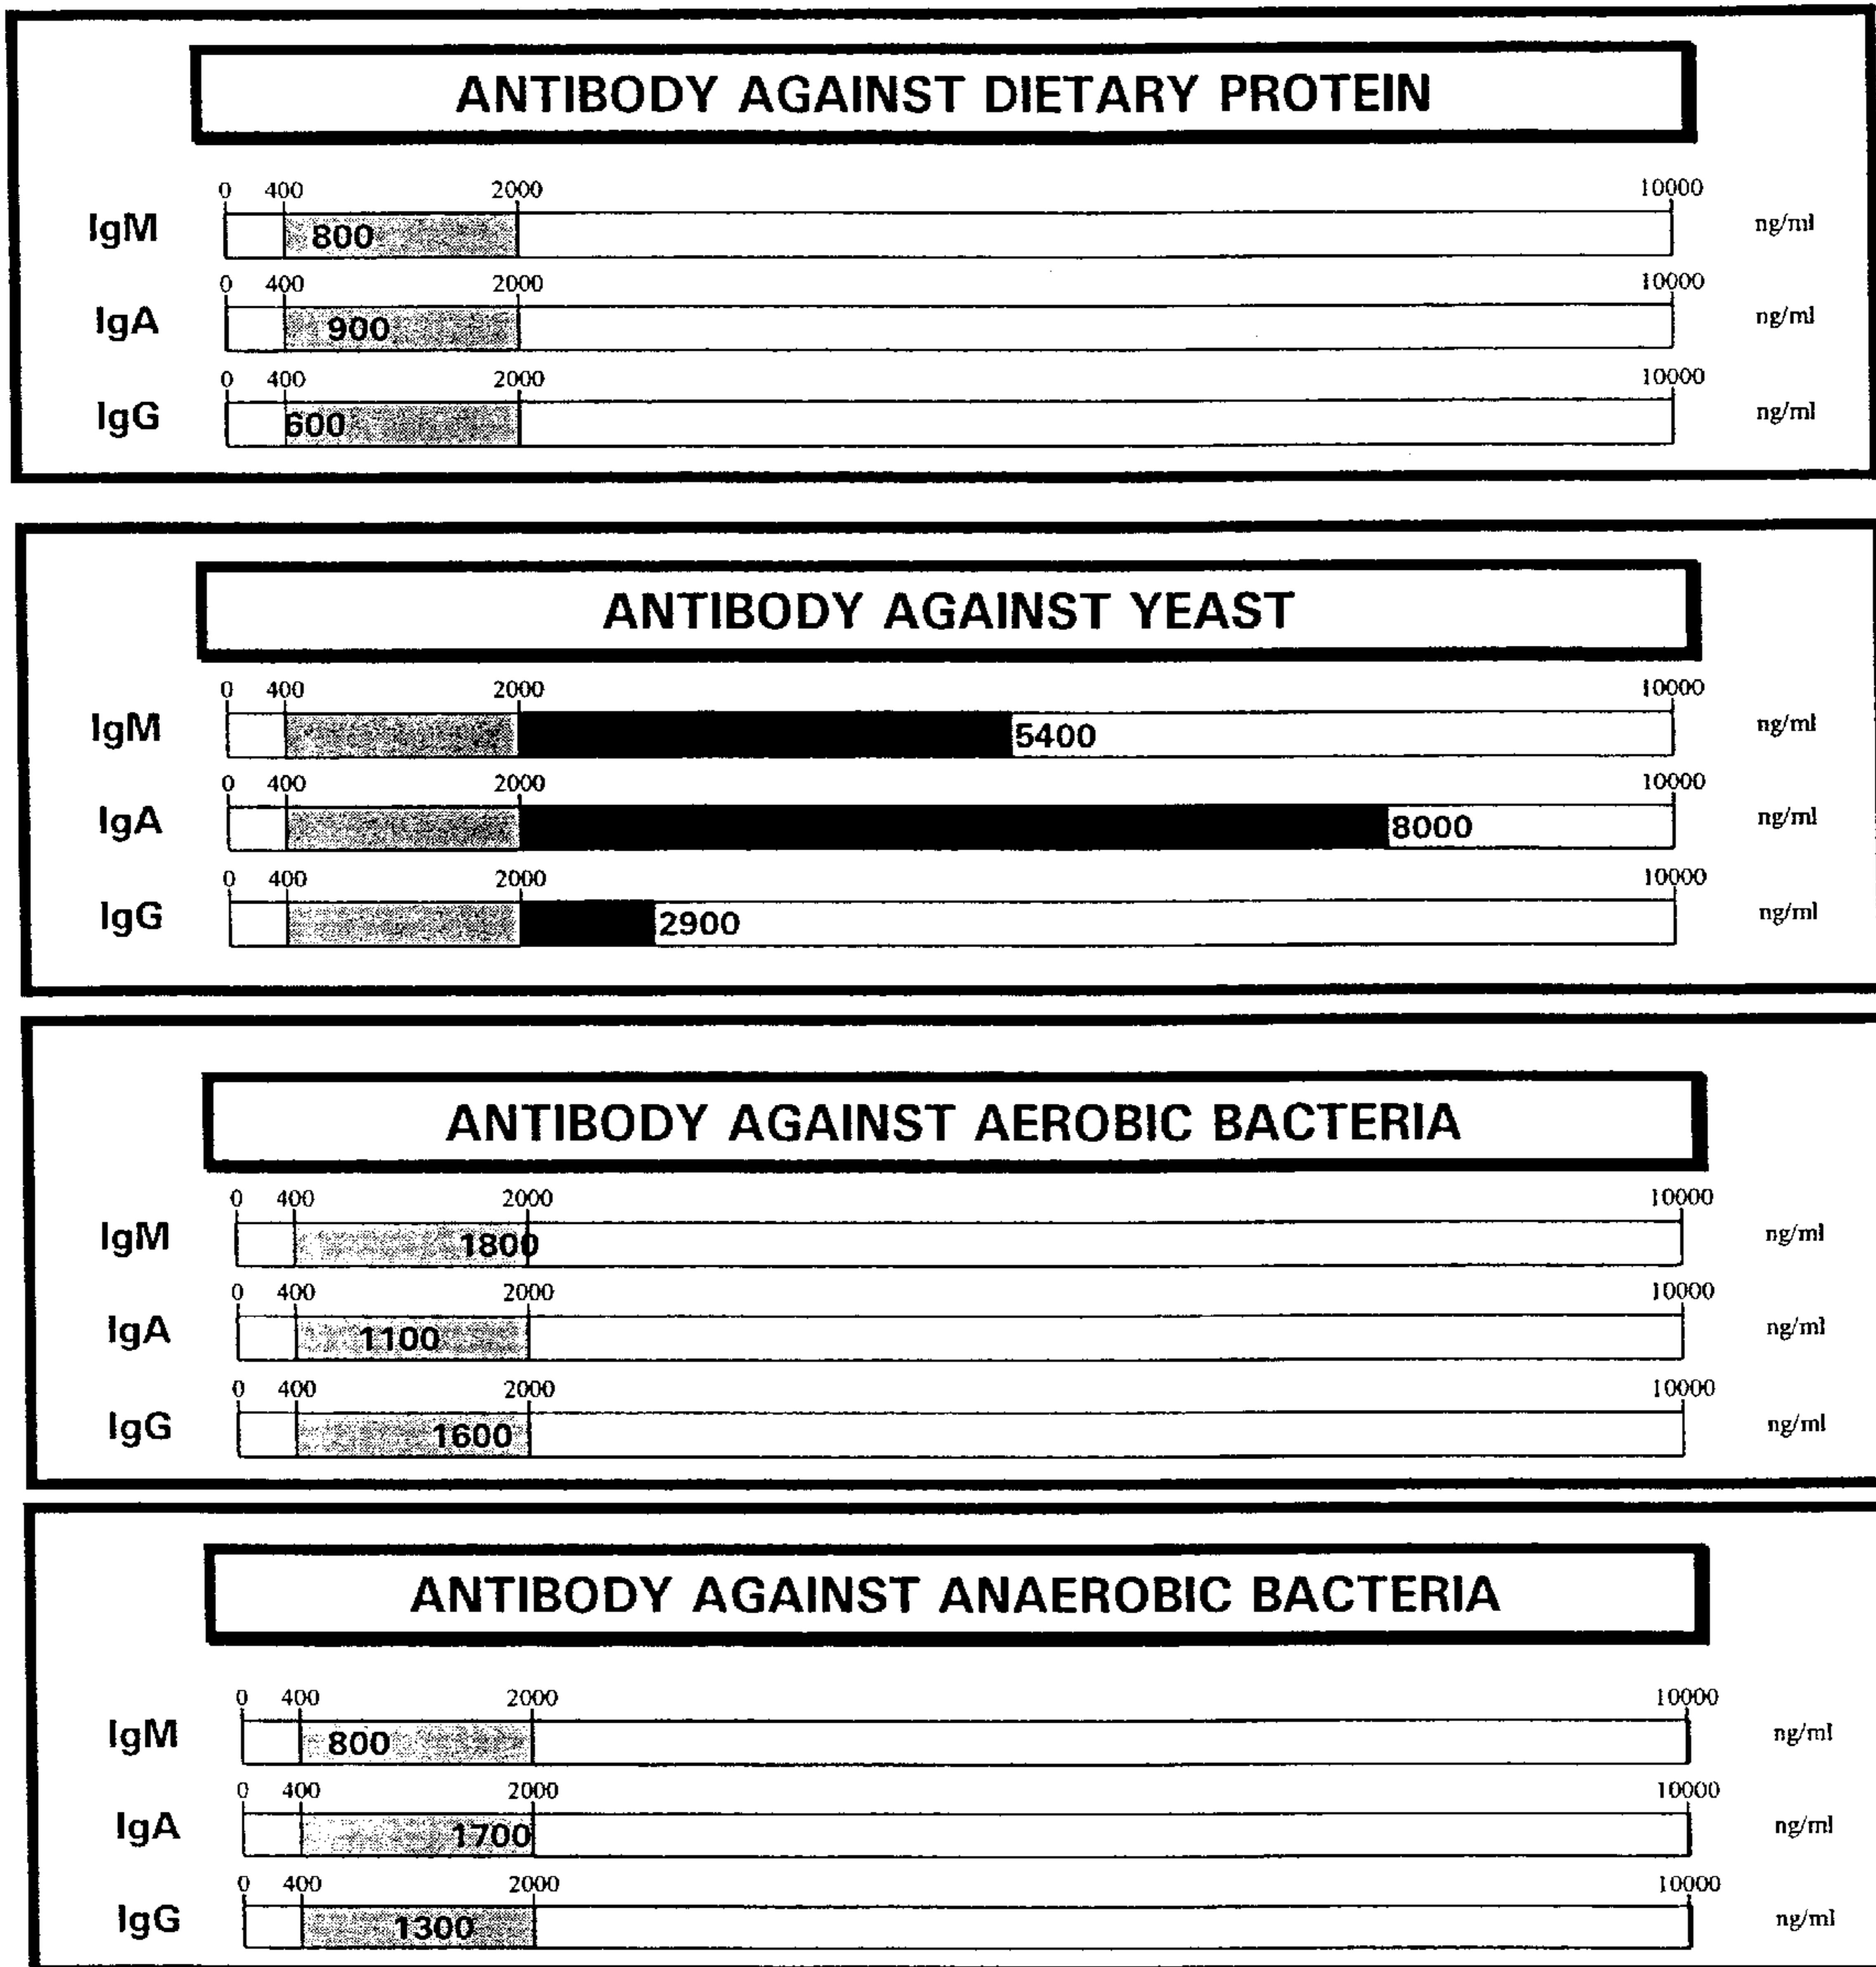 ANTIBODY AGAINST DIETARY PROTEIN
0 400 2000 10000
IgM 800 ng/ml
0 400 2000 10000
IgA 900 ng/ml
0 400 2000 10000
IgG 600 ng/ml
ANTIBODY AGAINST YEAST
0 400 2000 10000
IgM 5400 ng/ml
0 400 2000 10000
IgA 8000 ng/ml
0 400 2000 10000
IgG 2900 ng/ml
ANTIBODY AGAINST AEROBIC BACTERIA
0 400 2000 10000
IgM 1800 ng/ml
0 400 2000 10000
IgA 1100 ng/ml
0 400 2000 10000
IgG 1600 ng/ml
ANTIBODY AGAINST ANAEROBIC BACTERIA
0 400 2000 10000
IgM 800 ng/ml
0 400 2000 10000
IgA 1700 ng/ml
0 400 2000 10000
IgG 1300 ng/ml